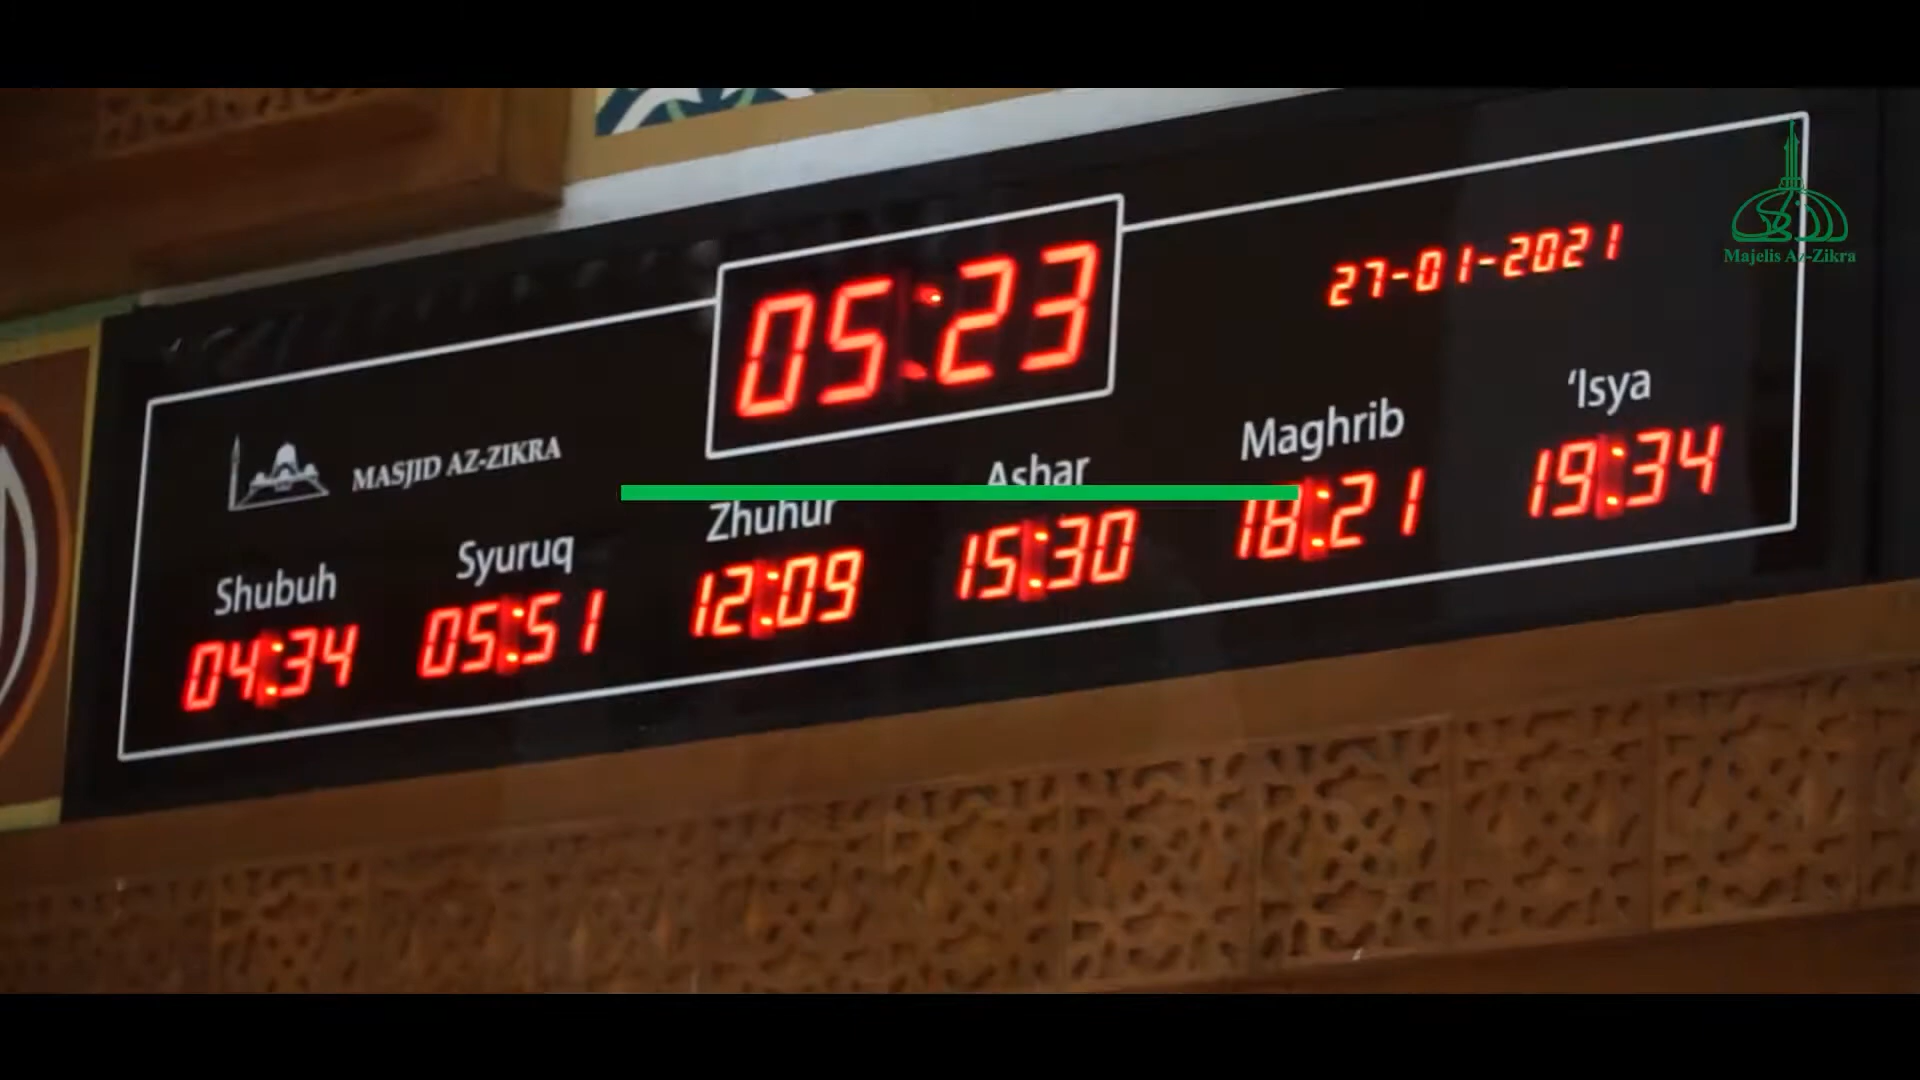 05:23
27-01-2021
Majelis Az-Zikra
MASJID AZ-ZIKRA
Shubuh Syuruq Zhuhur Ashar Maghrib 'Isya
04:34 05:51 12:09 15:30 18:21 19:34